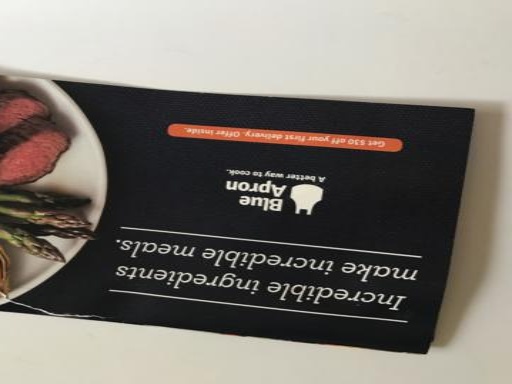 Incredible ingredients
make incredible meals.
Blue
Apron
A better way to cook.
Get $30 off your first delivery. Offer inside.